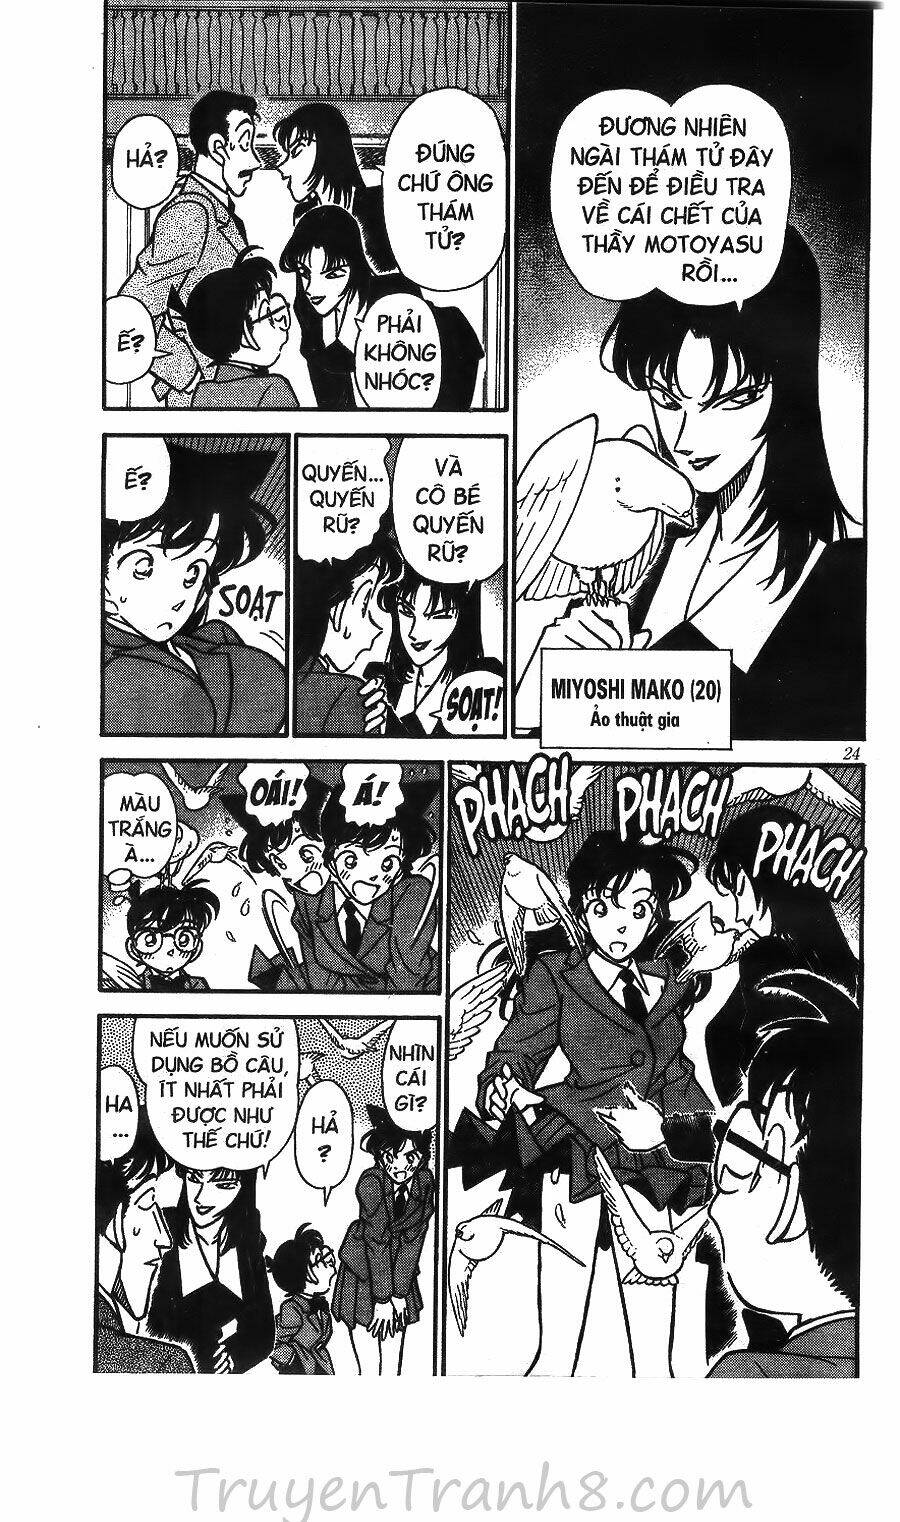 ĐƯƠNG NHIÊN
NGÀI THÁM TỬ ĐÂY
ĐẾN ĐỂ ĐIỀU TRA
VỀ CÁI CHẾT CỦA
THẦY MOTOYASU
RỒI...
MIYOSHI MAKO (20)
Ảo thuật gia
ĐÚNG
CHỨ ÔNG
THÁM
TỬ?
HẢ?
PHẢI
KHÔNG
NHÓC?
Ế?
VÀ
CÔ BÉ
QUYẾN
RŨ?
QUYẾN...
QUYẾN
RŨ?
SOẠT!
Ế?
SOẠT
24
PHẠCH
PHẠCH
PHẠCH
Á!
OÁI!
MÀU
TRẮNG
À...
NHÌN
CÁI
GÌ?
HẢ
?
NẾU MUỐN SỬ
DỤNG BỒ CÂU,
ÍT NHẤT PHẢI
ĐƯỢC NHƯ
THẾ CHỨ!
HA
...
TruyenTranh8.com